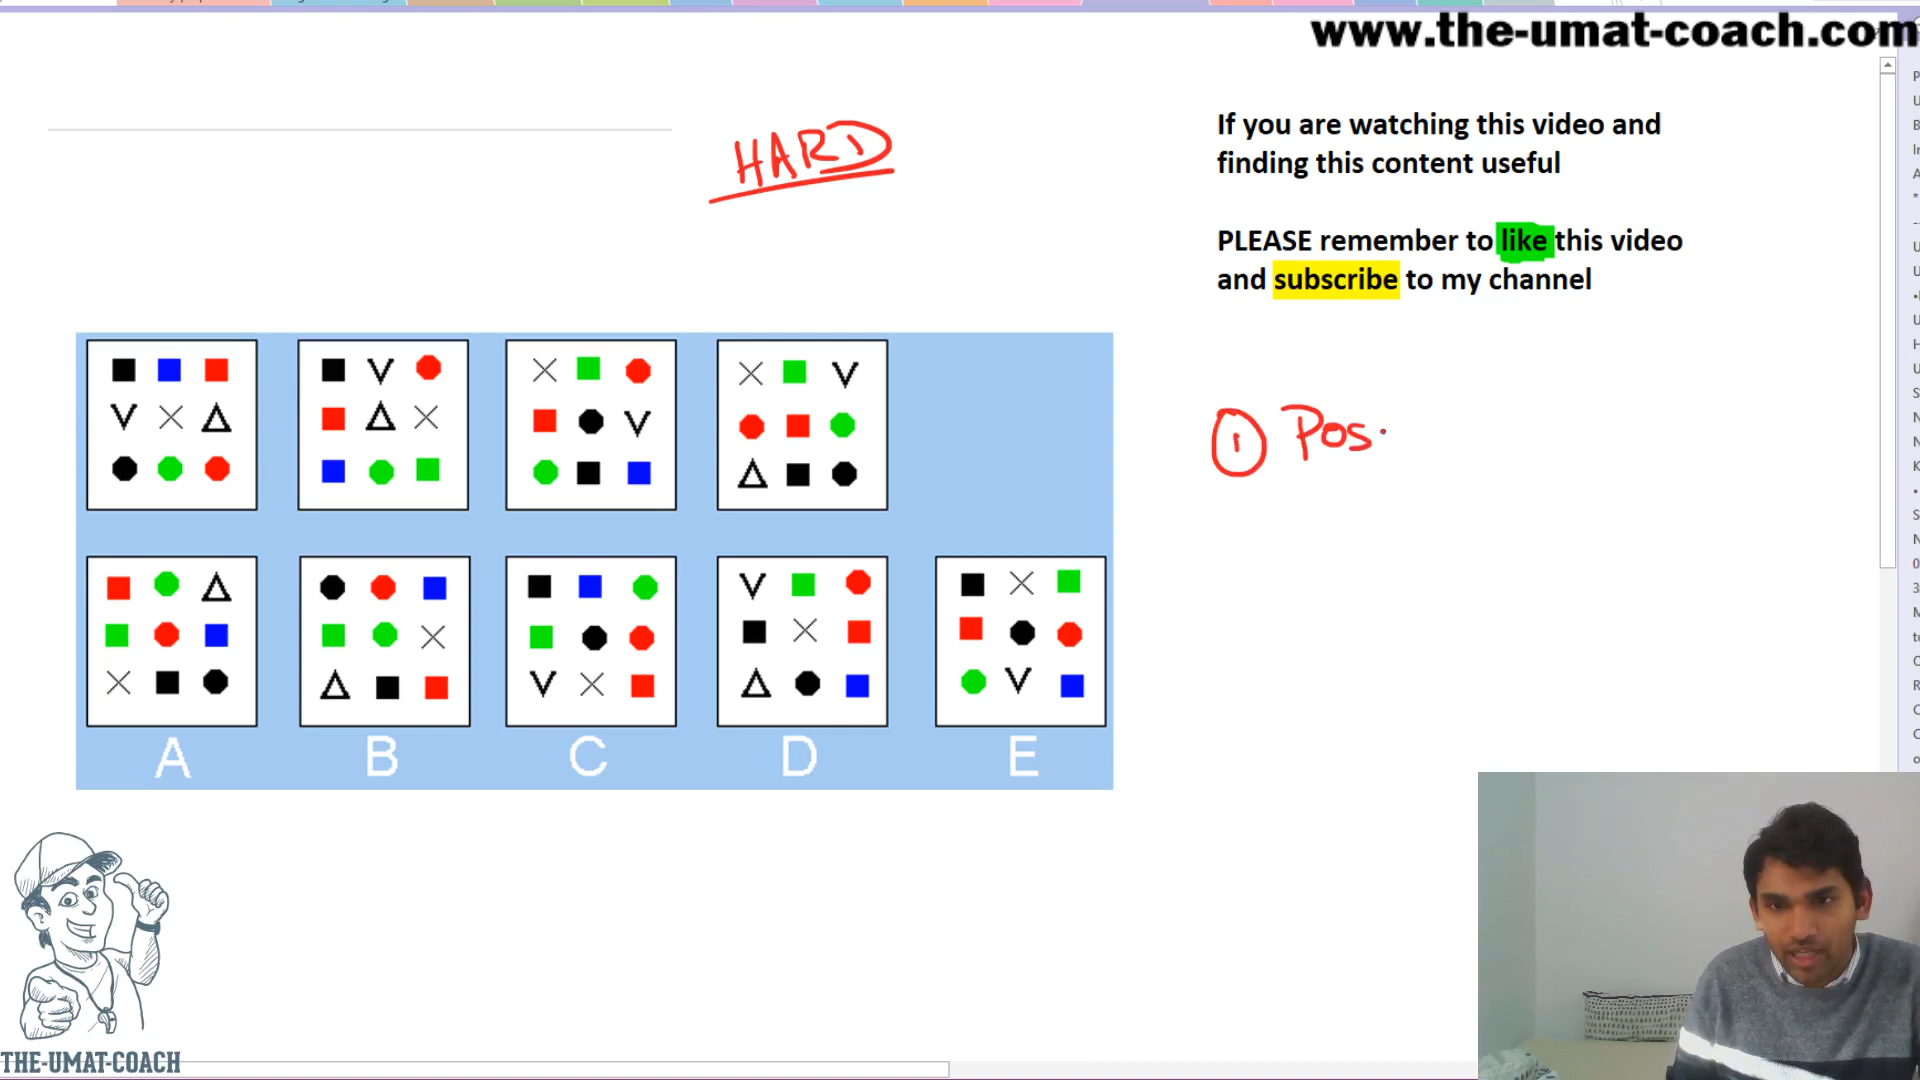 www.the-umat-coach.com
If you are watching this video and
finding this content useful
PLEASE remember to like this video
and subscribe to my channel
HARD
① Pos
A B C D E
THE-UMAT-COACH